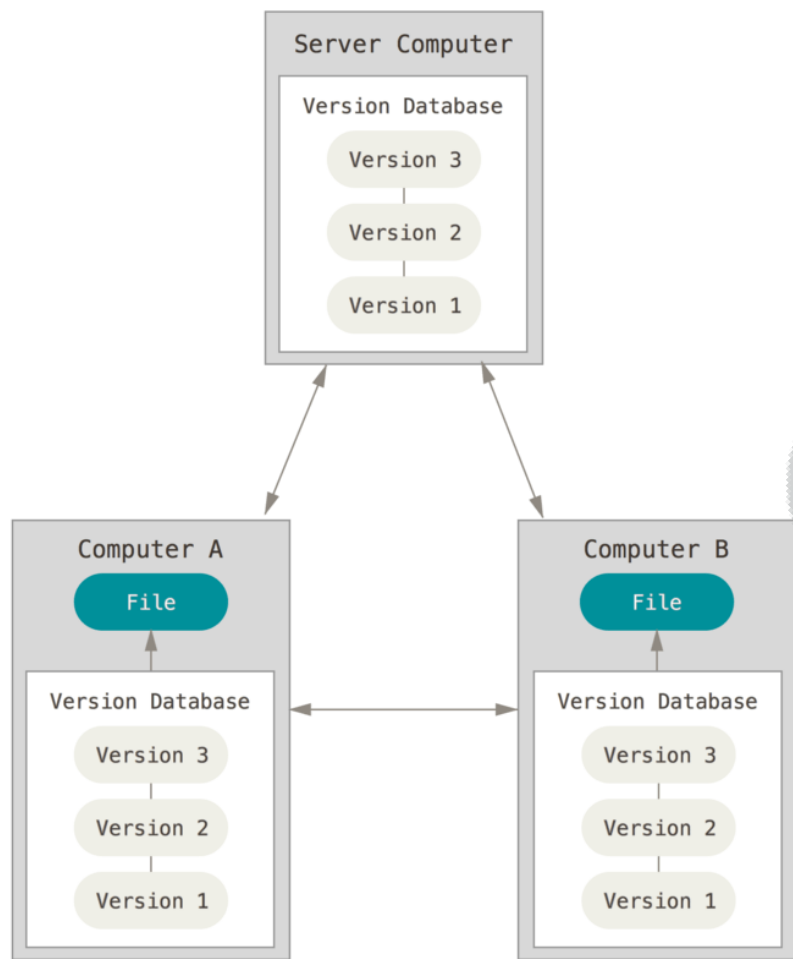 Server Computer
Version Database
Version 3
Version 2
Version 1
Computer A
File
Version Database
Version 3
Version 2
Version 1
Computer B
File
Version Database
Version 3
Version 2
Version 1